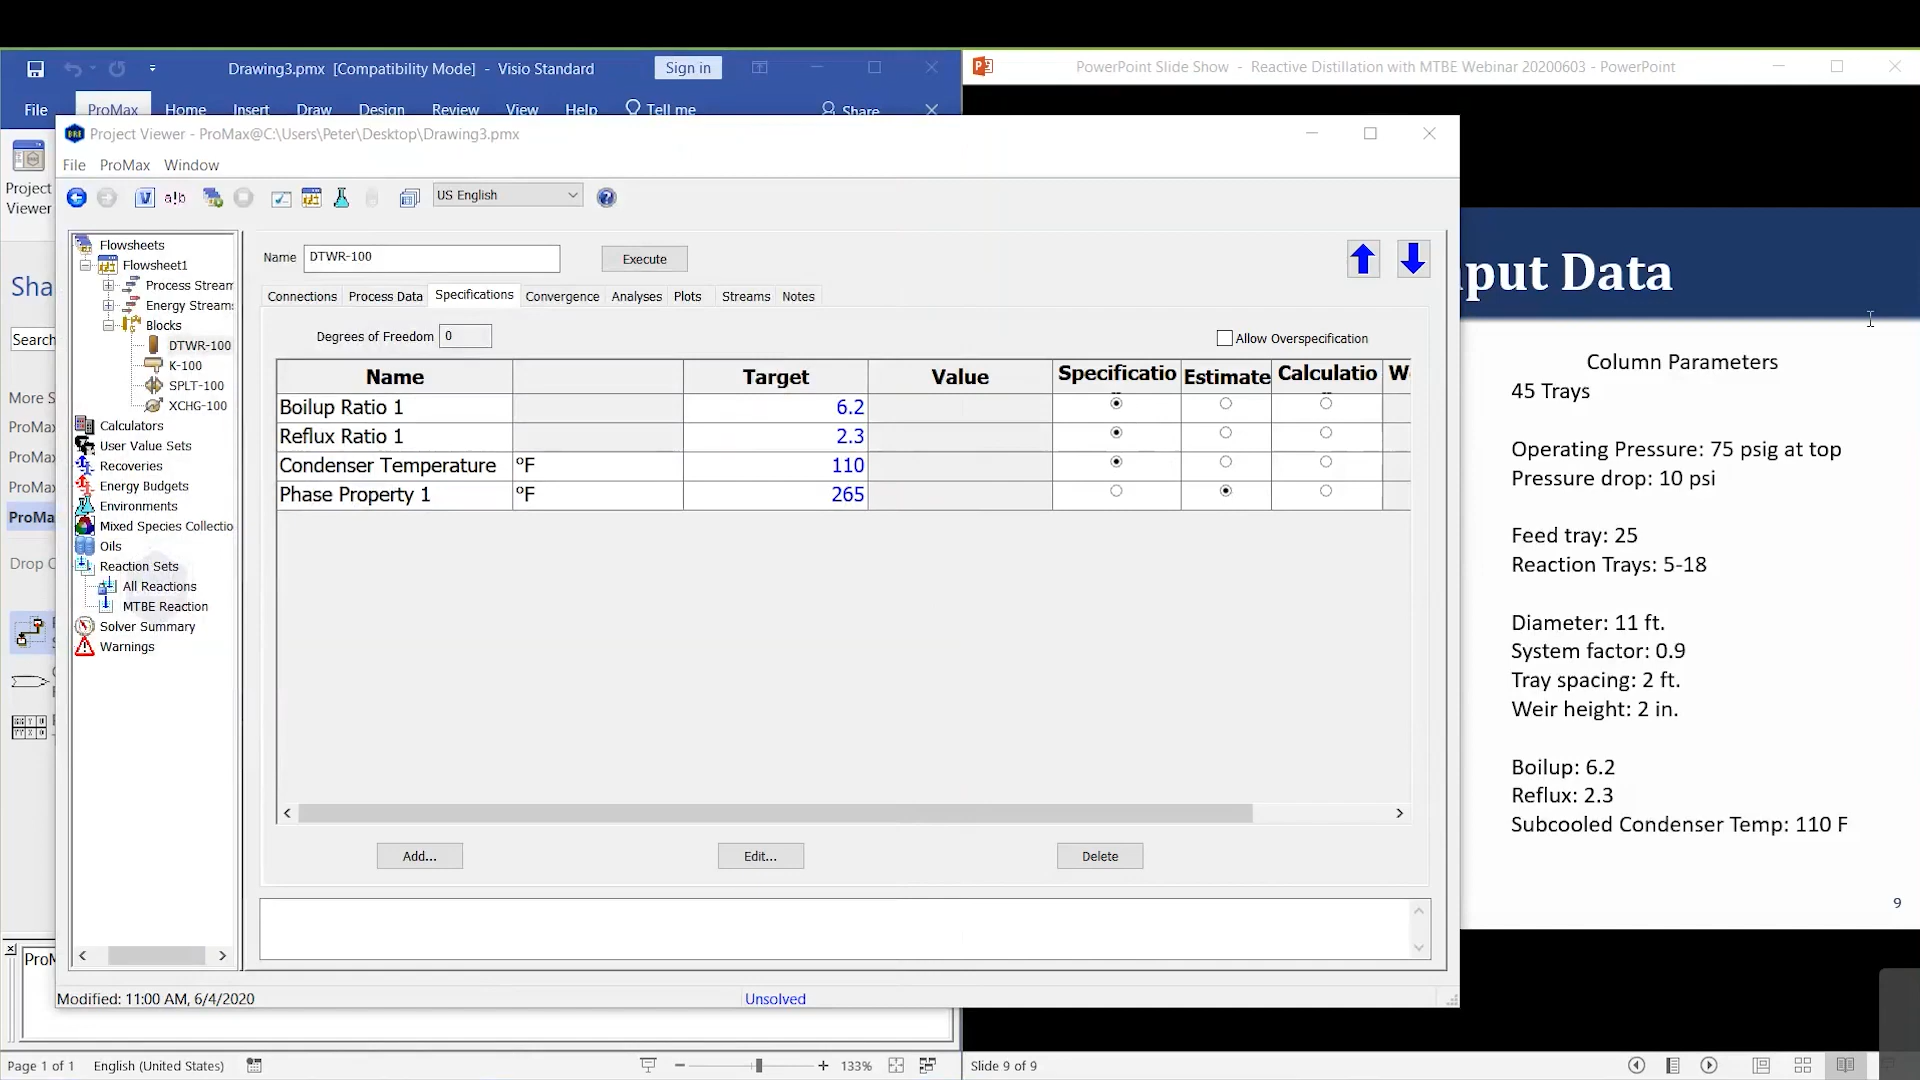 Drawing3.pmx [Compatibility Mode] - Visio Standard
Sign in
PowerPoint Slide Show - Reactive Distillation with MTBE Webinar 20200603 - PowerPoint
File ProMax Home Insert Draw Design Review View Help Tell me Share
Project Viewer - ProMax@C:\Users\Peter\Desktop\Drawing3.pmx
File ProMax Window
Project
Viewer
a!b
US English
Sha
Search
More S
ProMa
ProMa
ProMa
ProMa
Drop C
ProM
Flowsheets
Flowsheet1
Process Stream
Energy Streams
Blocks
DTWR-100
K-100
SPLT-100
XCHG-100
Calculators
User Value Sets
Recoveries
Energy Budgets
Environments
Mixed Species Collectio
Oils
Reaction Sets
All Reactions
MTBE Reaction
Solver Summary
Warnings
Name DTWR-100 Execute
Connections Process Data Specifications Convergence Analyses Plots Streams Notes
Degrees of Freedom 0 Allow Overspecification
Name Target Value Specificatio Estimate Calculatio W
Boilup Ratio 1 6.2
Reflux Ratio 1 2.3
Condenser Temperature °F 110
Phase Property 1 °F 265
Add... Edit... Delete
Modified: 11:00 AM, 6/4/2020 Unsolved
Page 1 of 1 English (United States) 133%
put Data
Column Parameters
45 Trays
Operating Pressure: 75 psig at top
Pressure drop: 10 psi
Feed tray: 25
Reaction Trays: 5-18
Diameter: 11 ft.
System factor: 0.9
Tray spacing: 2 ft.
Weir height: 2 in.
Boilup: 6.2
Reflux: 2.3
Subcooled Condenser Temp: 110 F
9
Slide 9 of 9